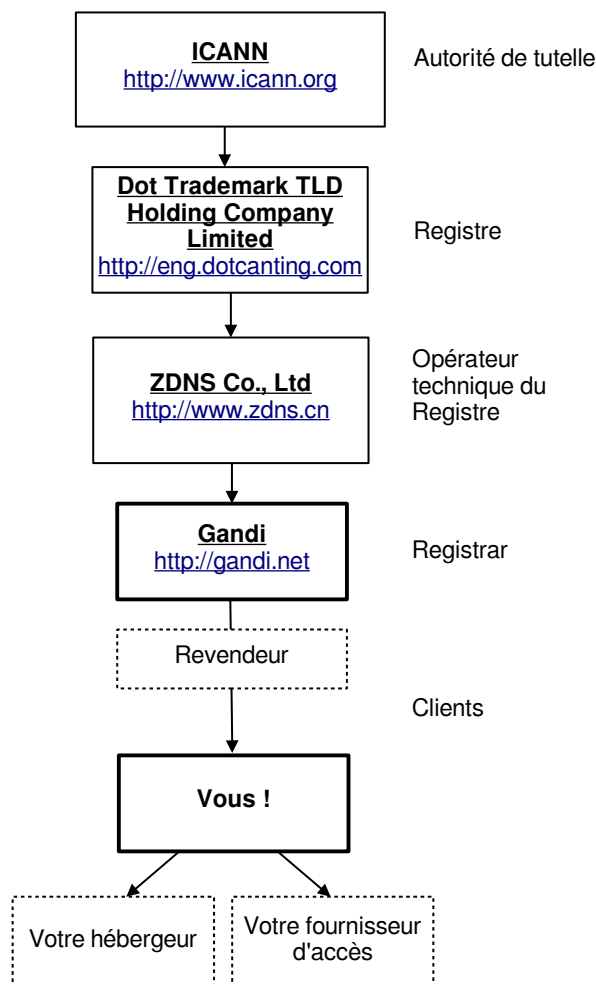 ICANN
http://www.icann.org
Autorité de tutelle
Dot Trademark TLD
Holding Company
Limited
http://eng.dotcanting.com
Registre
ZDNS Co., Ltd
http://www.zdns.cn
Opérateur
technique du
Registre
Gandi
http://gandi.net
Registrar
Revendeur
Clients
Vous !
Votre hébergeur
Votre fournisseur
d'accès